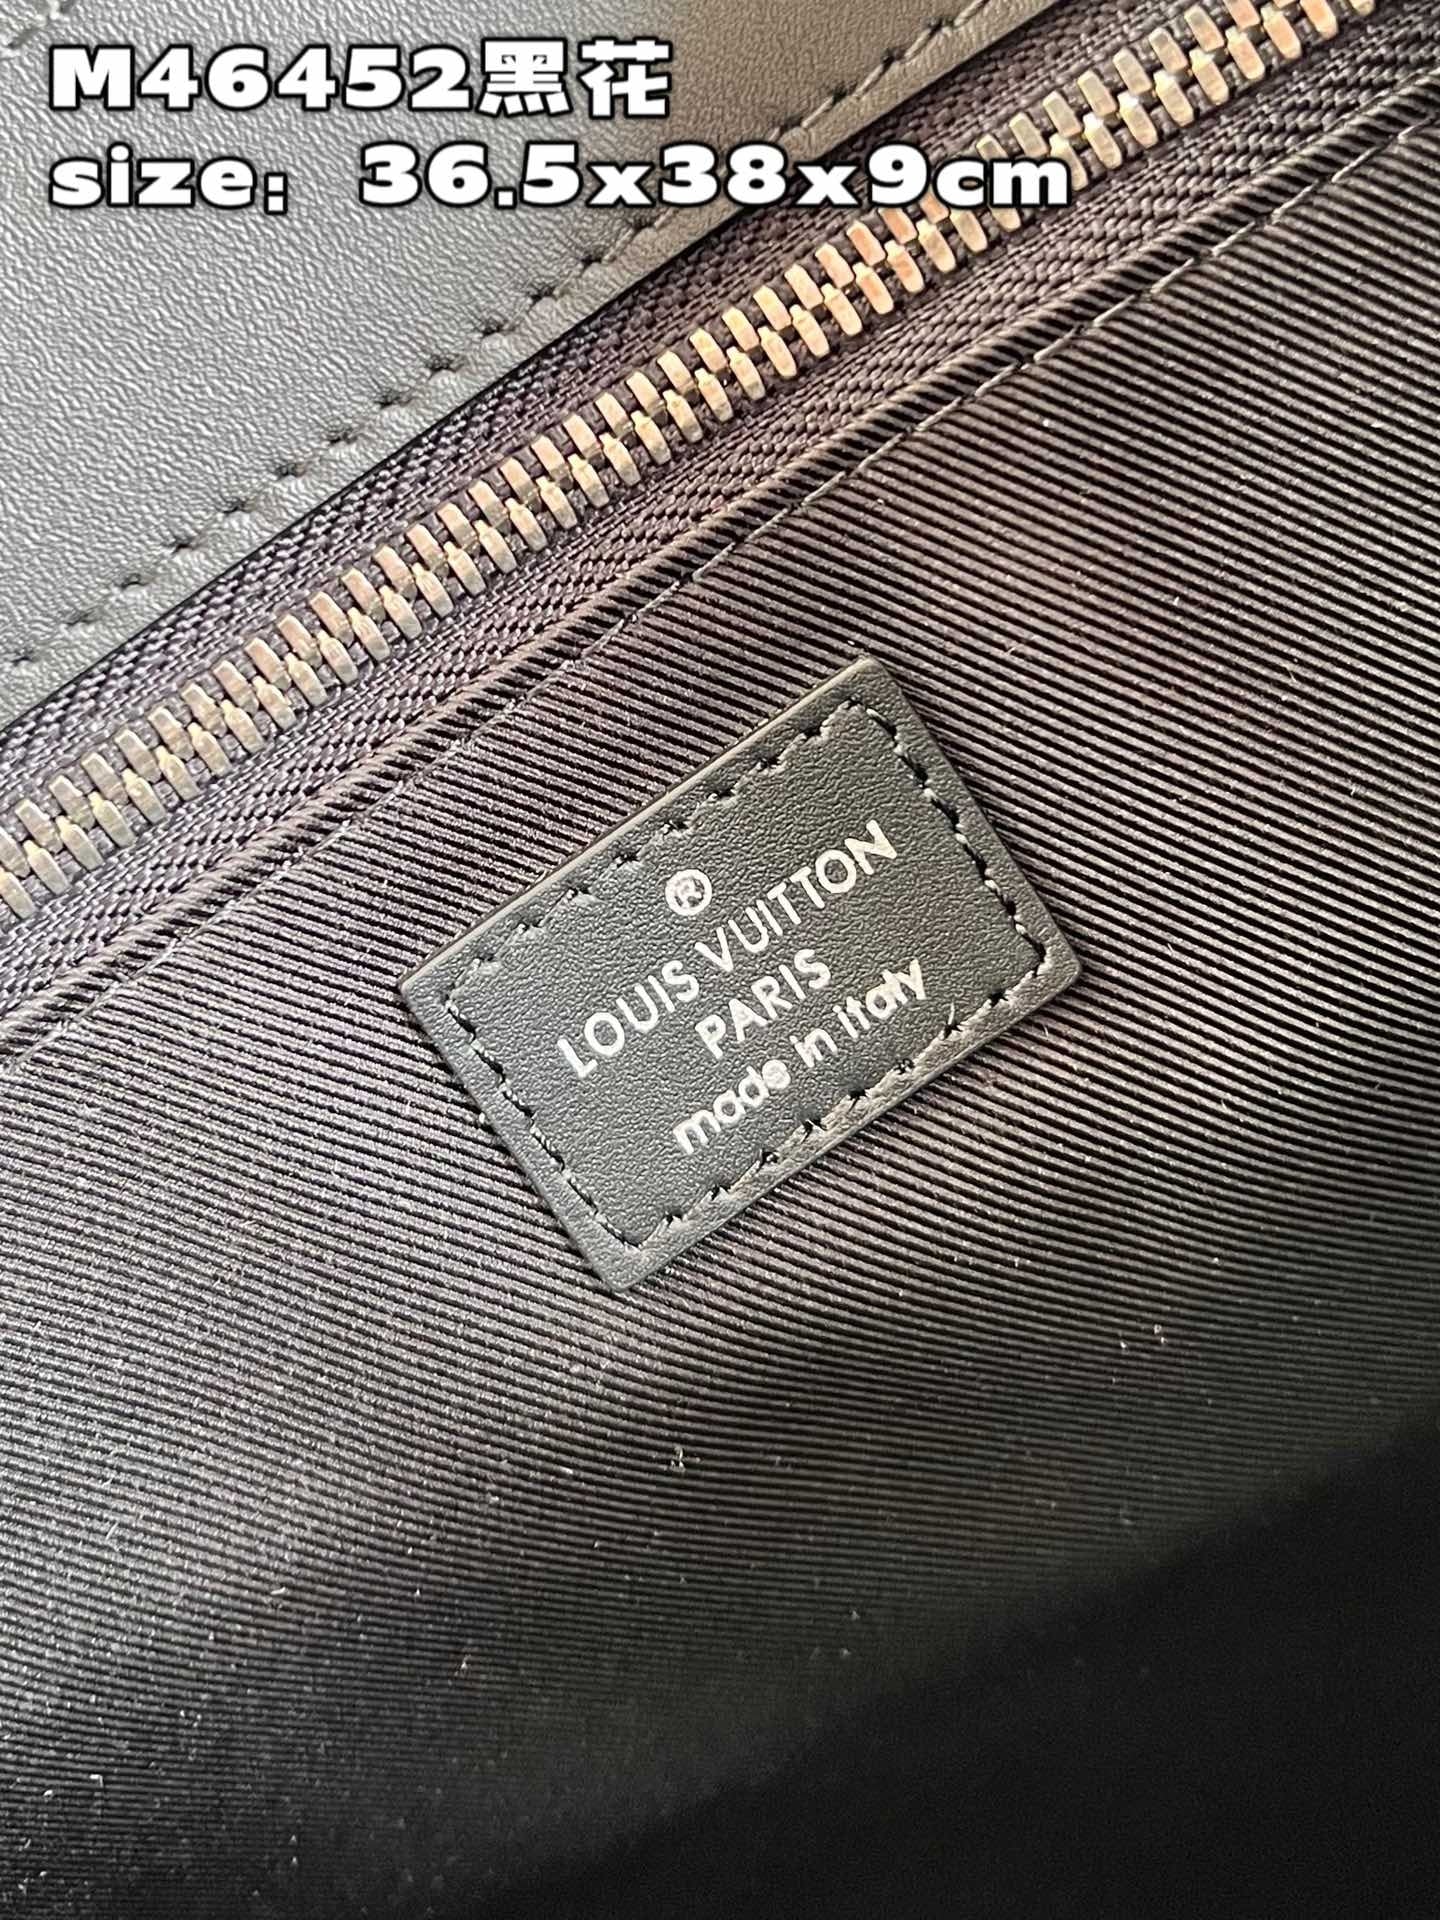 M46452黑花
size：36.5x38x9cm
®
LOUIS VUITTON
PARIS
made in italy